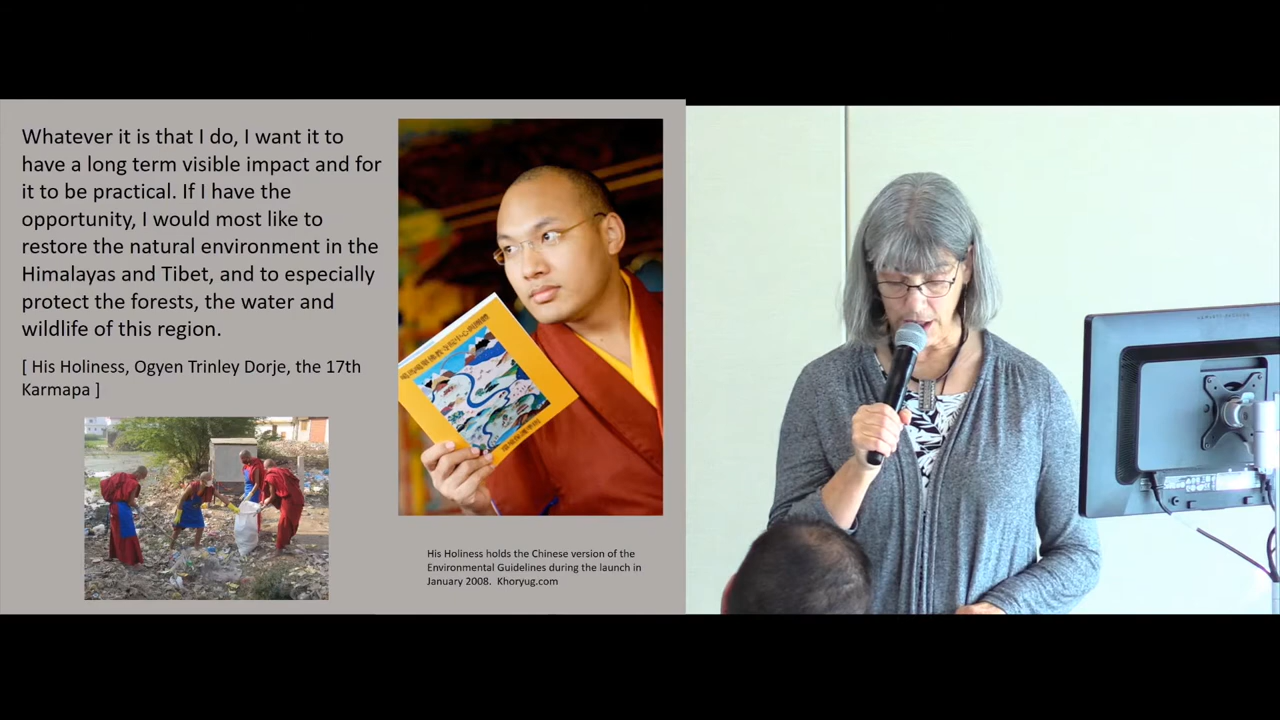 Whatever it is that I do, I want it to
have a long term visible impact and for
it to be practical. If I have the
opportunity, I would most like to
restore the natural environment in the
Himalayas and Tibet, and to especially
protect the forests, the water and
wildlife of this region.
[ His Holiness, Ogyen Trinley Dorje, the 17th
Karmapa ]
His Holiness holds the Chinese version of the
Environmental Guidelines during the launch in
January 2008.  Khoryug.com